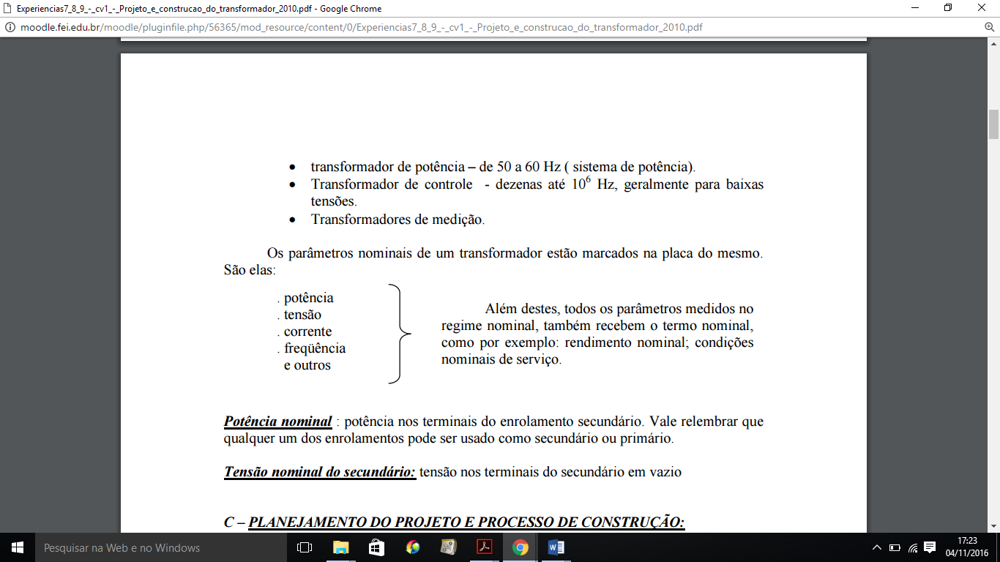 Experiencias7_8_9_-_cv1_-_Projeto_e_construcao_do_transformador_2010.pdf - Google Chrome
moodle.fei.edu.br/moodle/pluginfile.php/56365/mod_resource/content/0/Experiencias7_8_9_-_cv1_-_Projeto_e_construcao_do_transformador_2010.pdf
• transformador de potência – de 50 a 60 Hz ( sistema de potência).
• Transformador de controle - dezenas até 10⁶ Hz, geralmente para baixas
tensões.
• Transformadores de medição.
Os parâmetros nominais de um transformador estão marcados na placa do mesmo.
São elas:
. potência
. tensão
. corrente
. freqüência
e outros
Além destes, todos os parâmetros medidos no
regime nominal, também recebem o termo nominal,
como por exemplo: rendimento nominal; condições
nominais de serviço.
Potência nominal : potência nos terminais do enrolamento secundário. Vale relembrar que
qualquer um dos enrolamentos pode ser usado como secundário ou primário.
Tensão nominal do secundário: tensão nos terminais do secundário em vazio
C – PLANEJAMENTO DO PROJETO E PROCESSO DE CONSTRUÇÃO:
Pesquisar na Web e no Windows
17:23
04/11/2016